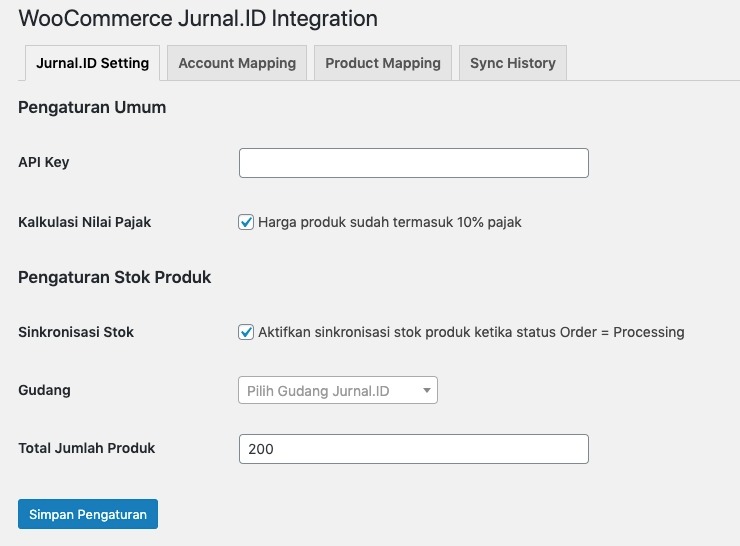 WooCommerce Jurnal.ID Integration
Jurnal.ID Setting Account Mapping Product Mapping Sync History
Pengaturan Umum
API Key
Kalkulasi Nilai Pajak Harga produk sudah termasuk 10% pajak
Pengaturan Stok Produk
Sinkronisasi Stok Aktifkan sinkronisasi stok produk ketika status Order = Processing
Gudang Pilih Gudang Jurnal.ID
Total Jumlah Produk 200
Simpan Pengaturan